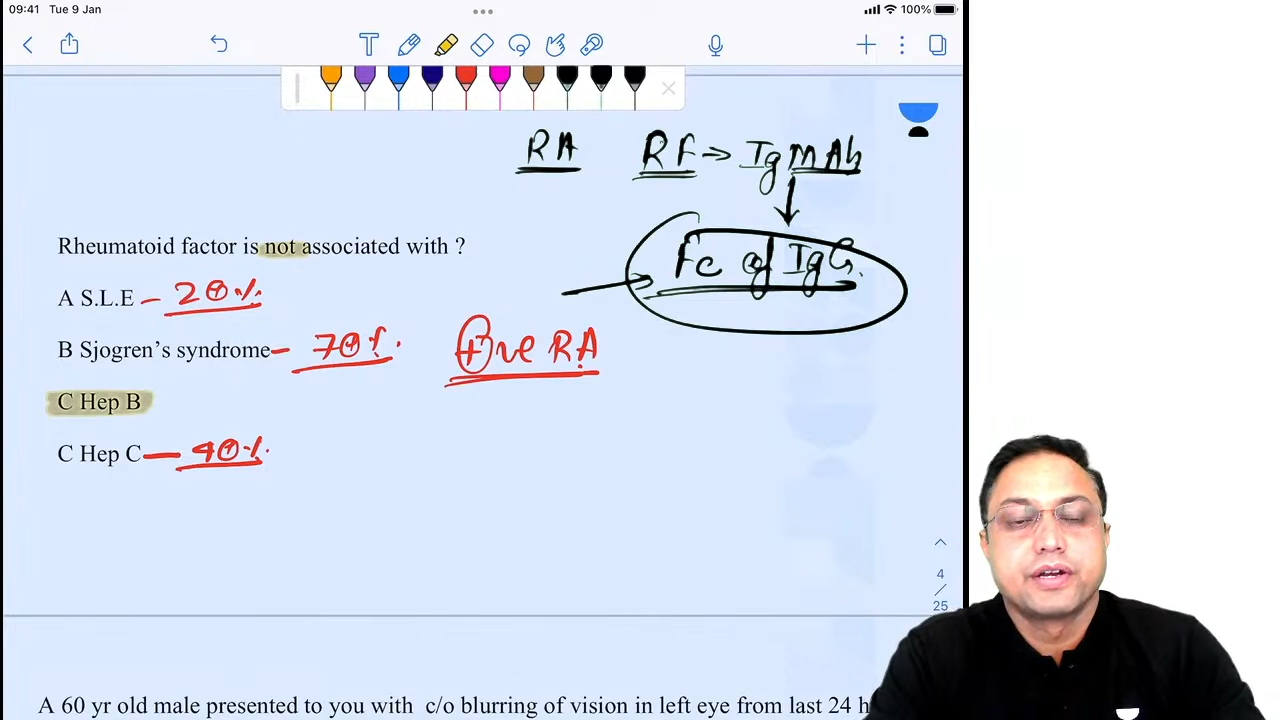 09:41 Tue 9 Jan
100%
RA RF → IgM Ab
Fc of IgG.
Rheumatoid factor is not associated with ?
A S.L.E – 20%
B Sjogren's syndrome – 70% +ve RA
C Hep B
C Hep C – 40%
4
/
25
A 60 yr old male presented to you with c/o blurring of vision in left eye from last 24 h